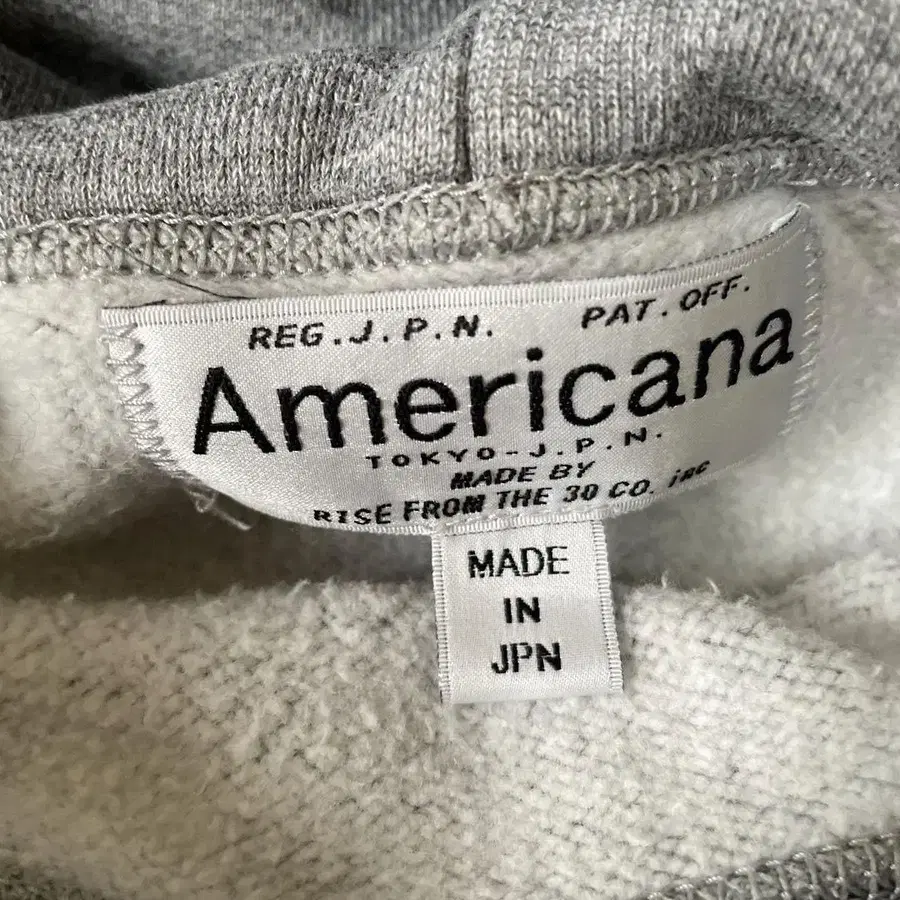 REG.J.P.N. PAT.OFF.
Americana
TOKYO-J.P.N.
MADE BY
RISE FROM THE 30 CO. inc
MADE
IN
JPN